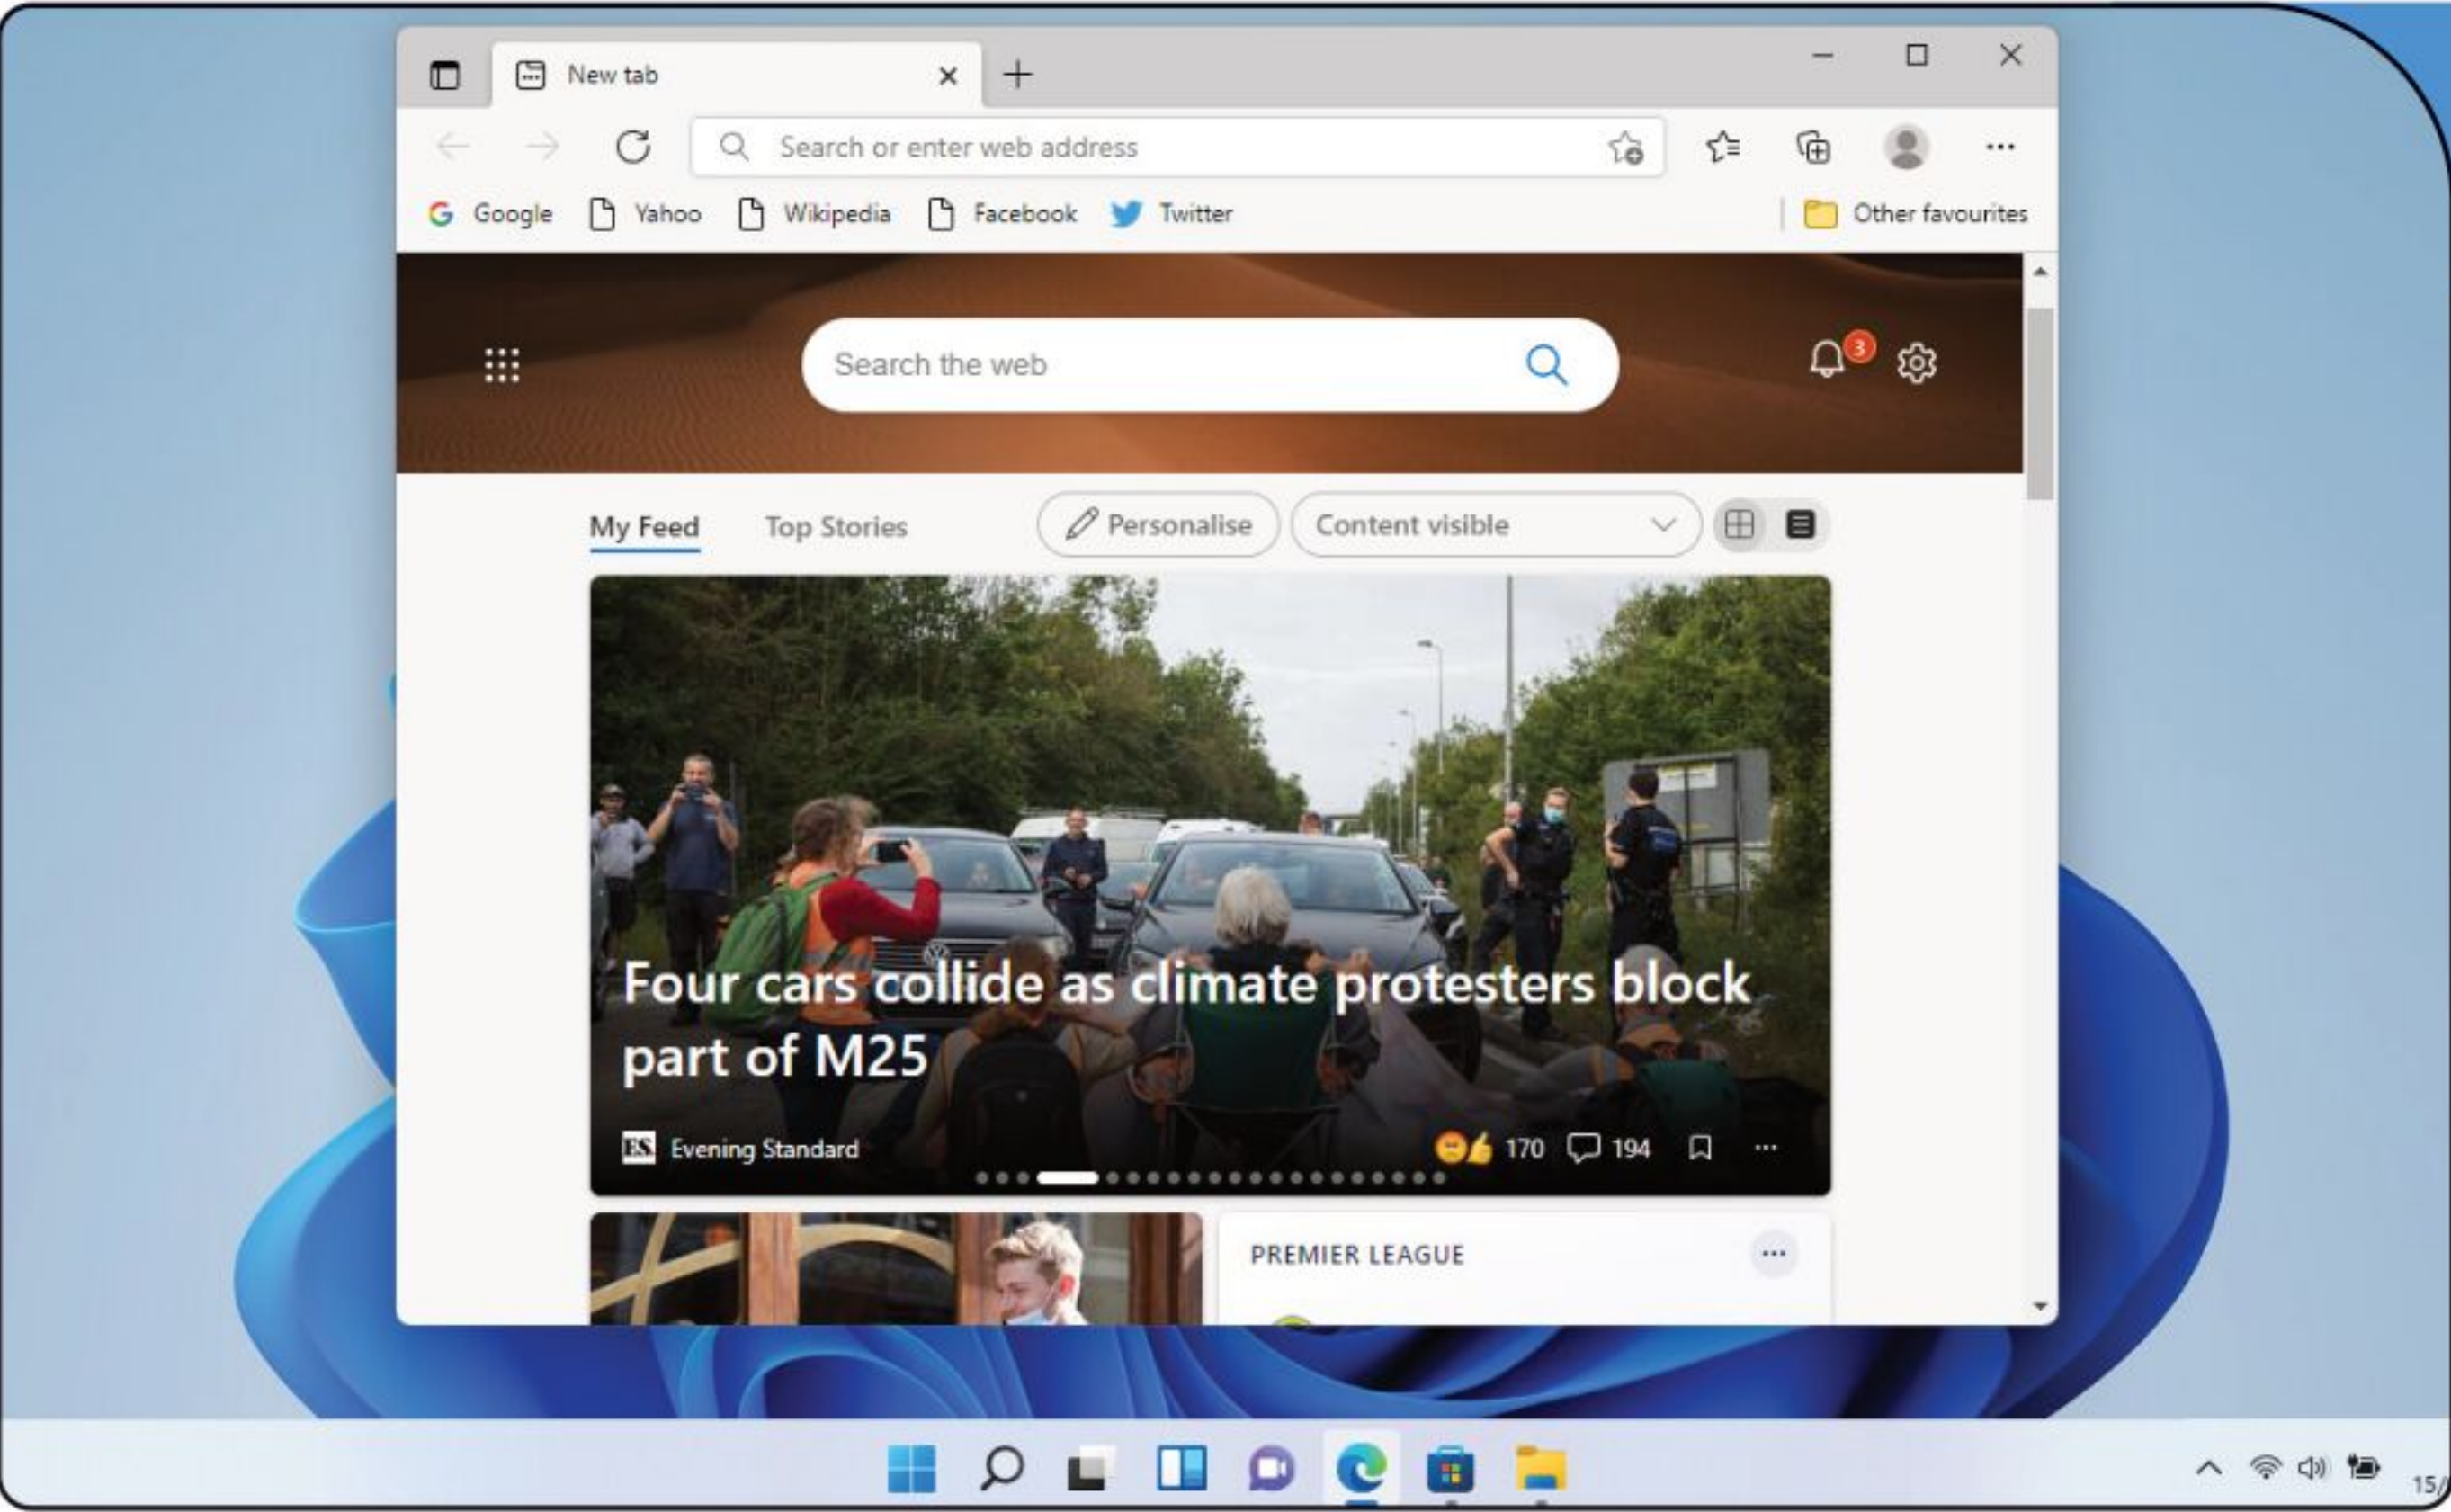 New tab
Search or enter web address
Google Yahoo Wikipedia Facebook Twitter Other favourites
Search the web
3
My Feed Top Stories Personalise Content visible
Four cars collide as climate protesters block
part of M25
ES Evening Standard 170 194
PREMIER LEAGUE
15/